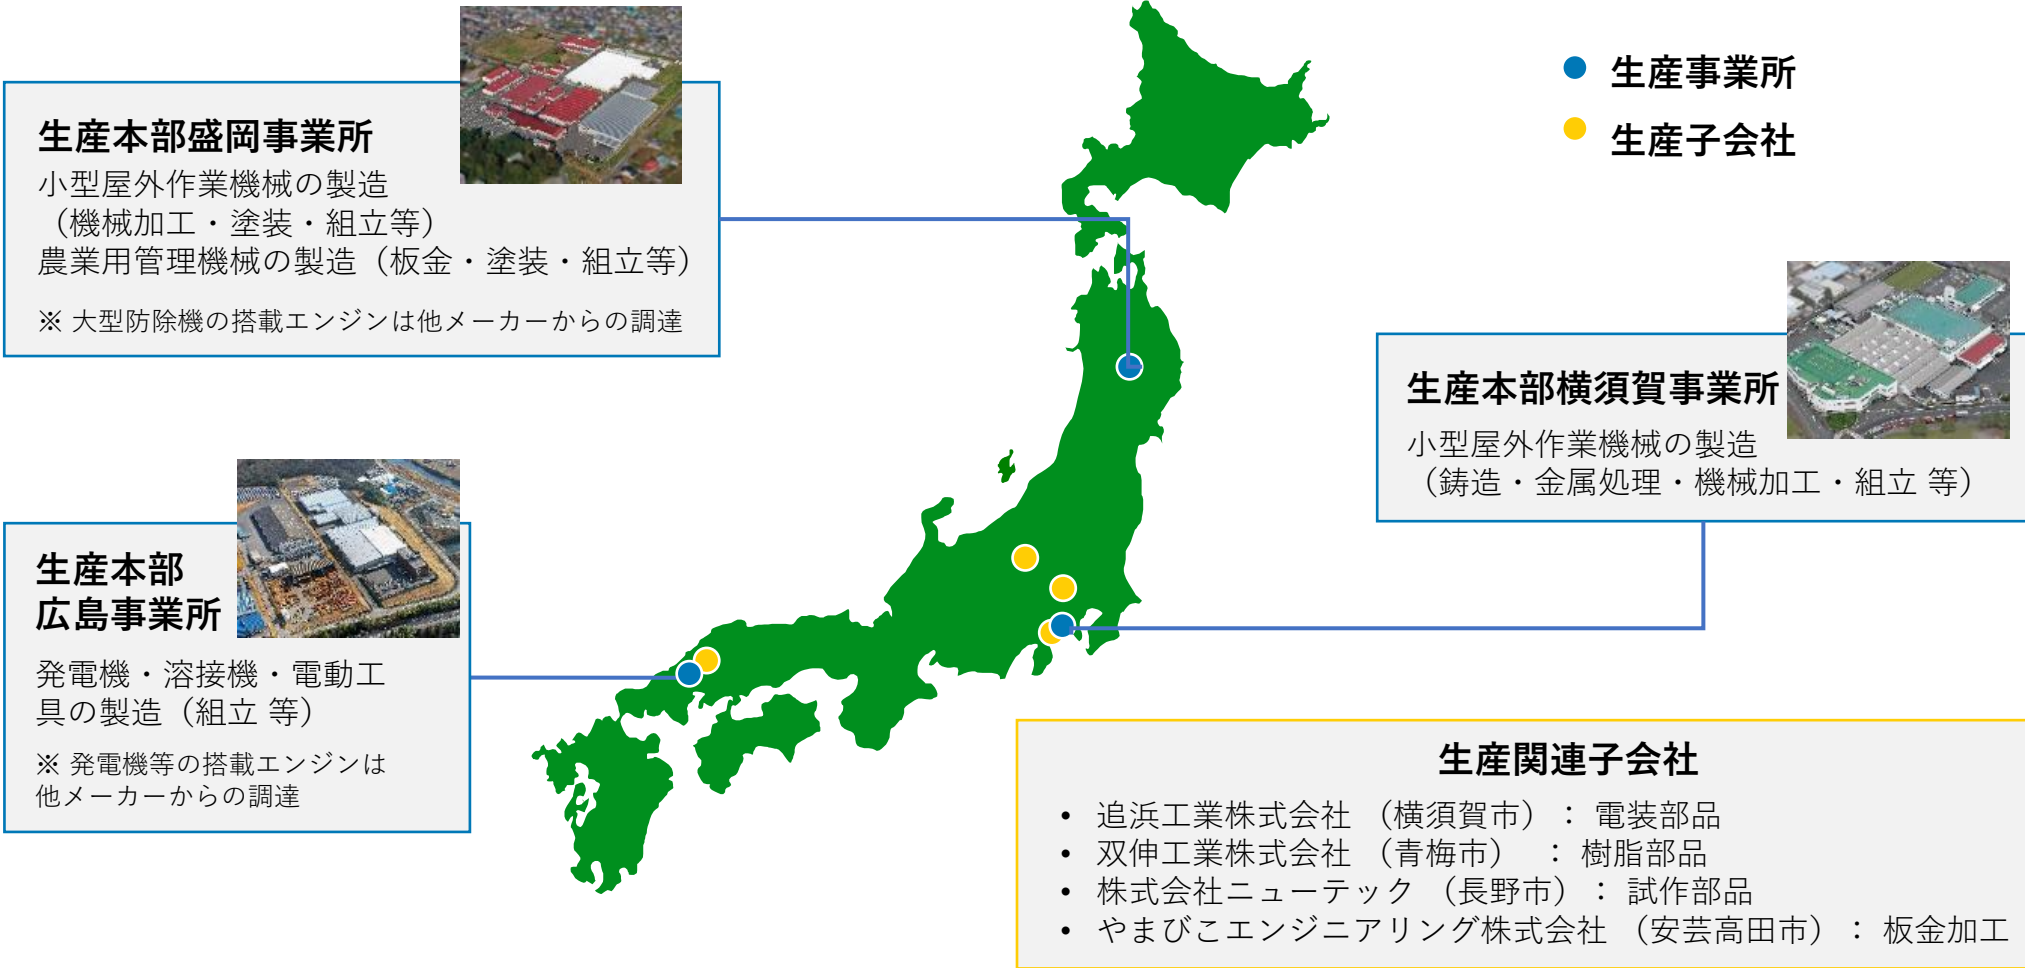 生産事業所
生産子会社
生産本部盛岡事業所
小型屋外作業機械の製造
（機械加工・塗装・組立等）
農業用管理機械の製造（板金・塗装・組立等）
※ 大型防除機の搭載エンジンは他メーカーからの調達
生産本部横須賀事業所
小型屋外作業機械の製造
（鋳造・金属処理・機械加工・組立 等）
生産本部
広島事業所
発電機・溶接機・電動工
具の製造（組立 等）
※ 発電機等の搭載エンジンは
他メーカーからの調達
生産関連子会社
• 追浜工業株式会社 （横須賀市）： 電装部品
• 双伸工業株式会社 （青梅市） ： 樹脂部品
• 株式会社ニューテック （長野市）： 試作部品
• やまびこエンジニアリング株式会社 （安芸高田市）： 板金加工